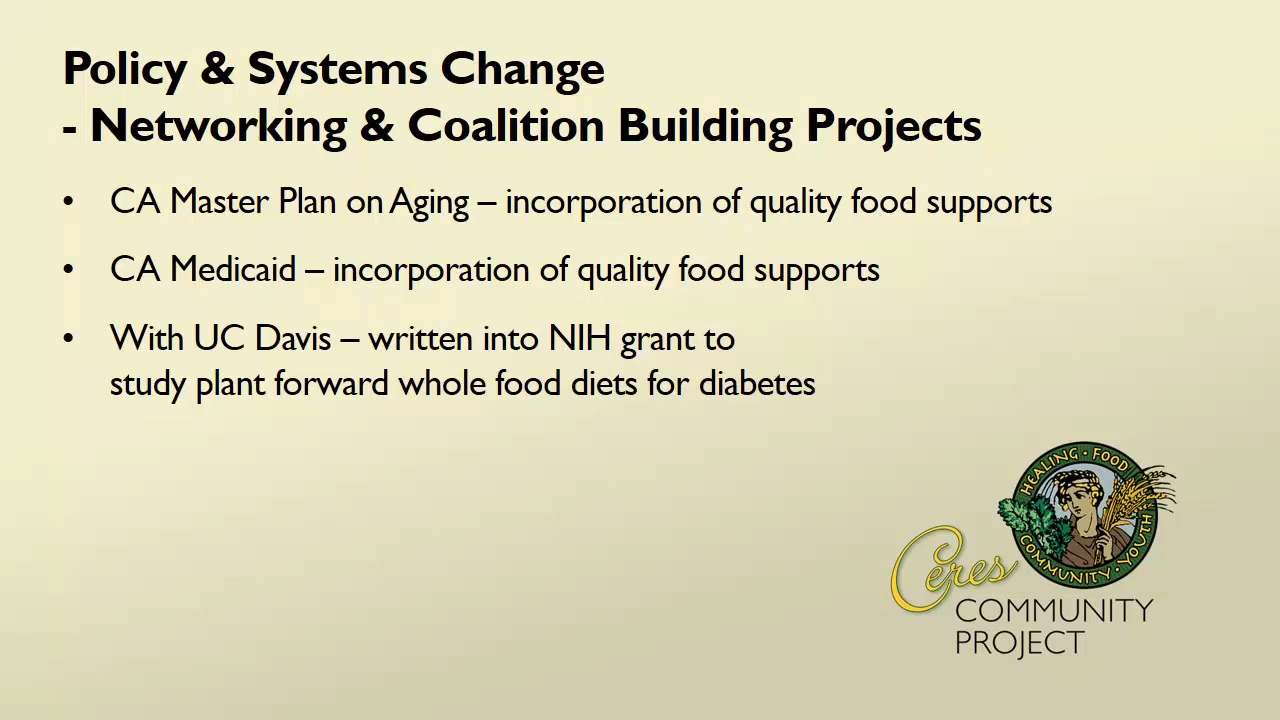 Policy & Systems Change
- Networking & Coalition Building Projects
• CA Master Plan on Aging – incorporation of quality food supports
• CA Medicaid – incorporation of quality food supports
• With UC Davis – written into NIH grant to
study plant forward whole food diets for diabetes
HEALING • FOOD
COMMUNITY • YOUTH
Ceres
COMMUNITY
PROJECT